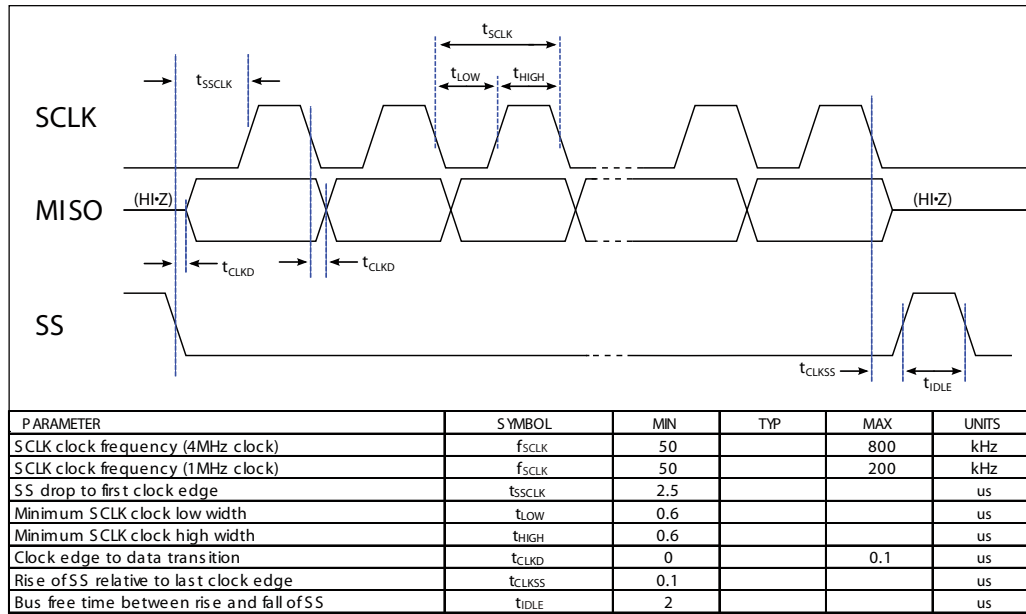 tSCLK
tLOW tHIGH
tSSCLK
SCLK
(HI•Z) (HI•Z)
MISO
tCLKD tCLKD
SS
tCLKSS tIDLE
PARAMETER SYMBOL MIN TYP MAX UNITS
SCLK clock frequency (4MHz clock) fSCLK 50 800 kHz
SCLK clock frequency (1MHz clock) fSCLK 50 200 kHz
SS drop to first clock edge tSSCLK 2.5 us
Minimum SCLK clock low width tLOW 0.6 us
Minimum SCLK clock high width tHIGH 0.6 us
Clock edge to data transition tCLKD 0 0.1 us
Rise of SS relative to last clock edge tCLKSS 0.1 us
Bus free time between rise and fall of SS tIDLE 2 us